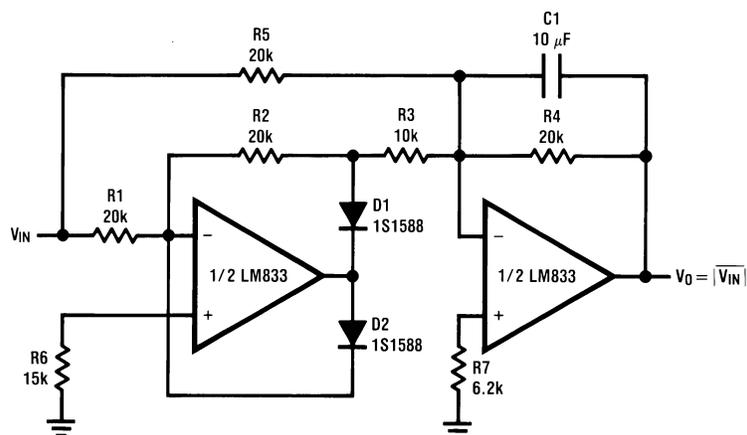 C1
10 μF
R5
20k
R2
20k
R3
10k
R4
20k
R1
20k
D1
1S1588
VIN
−
1/2 LM833
+
−
1/2 LM833
+
VO = |VIN|
D2
1S1588
R6
15k
R7
6.2k